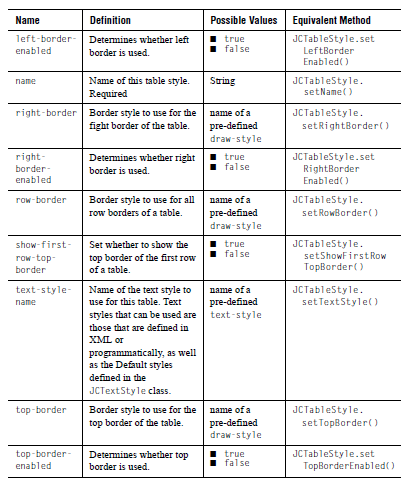 Name Definition Possible Values Equivalent Method
left-border- Determines whether left ■ true JCTableStyle.set
enabled border is used. ■ false LeftBorder
Enabled()
name Name of this table style. String JCTableStyle.
Required setName()
right-border Border style to use for the name of a JCTableStyle.
fight border of the table. pre-defined setRightBorder()
draw-style
right- Determines whether right ■ true JCTableStyle.set
border- border is used. ■ false RightBorder
enabled Enabled()
row-border Border style to use for all name of a JCTableStyle.
row borders of a table. pre-defined setRowBorder()
draw-style
show-first- Set whether to show the ■ true JCTableStyle.
row-top- top border of the first row ■ false setShowFirstRow
border of a table. TopBorder()
text-style- Name of the text style to name of a JCTableStyle.
name use for this table. Text pre-defined setTextStyle()
styles that can be used are text-style
those that are defined in
XML or
programmatically, as well
as the Default styles
defined in the
JCTextStyle class.
top-border Border style to use for the name of a JCTableStyle.
top border of the table. pre-defined setTopBorder()
draw-style
top-border- Determines whether top ■ true JCTableStyle.set
enabled border is used. ■ false TopBorderEnabled()